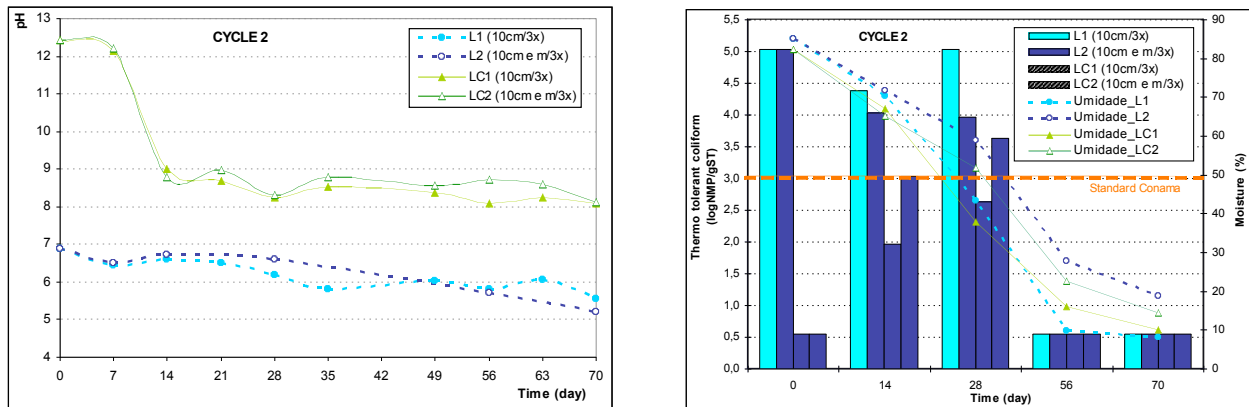 pH
13
12
11
10
9
8
7
6
5
4
CYCLE 2
L1 (10cm/3x)
L2 (10cm e m/3x)
LC1 (10cm/3x)
LC2 (10cm e m/3x)
0 7 14 21 28 35 42 49 56 63 70
Time (day)
Thermo tolerant coliform
(logNMP/gST)
5,5
5,0
4,5
4,0
3,5
3,0
2,5
2,0
1,5
1,0
0,5
0,0
CYCLE 2
L1 (10cm/3x)
L2 (10cm e m/3x)
LC1 (10cm/3x)
LC2 (10cm e m/3x)
Umidade_L1
Umidade_L2
Umidade_LC1
Umidade_LC2
Standard Conama
90
80
70
60
50
40
30
20
10
0
Moisture (%)
0 14 28 56 70
Time (day)